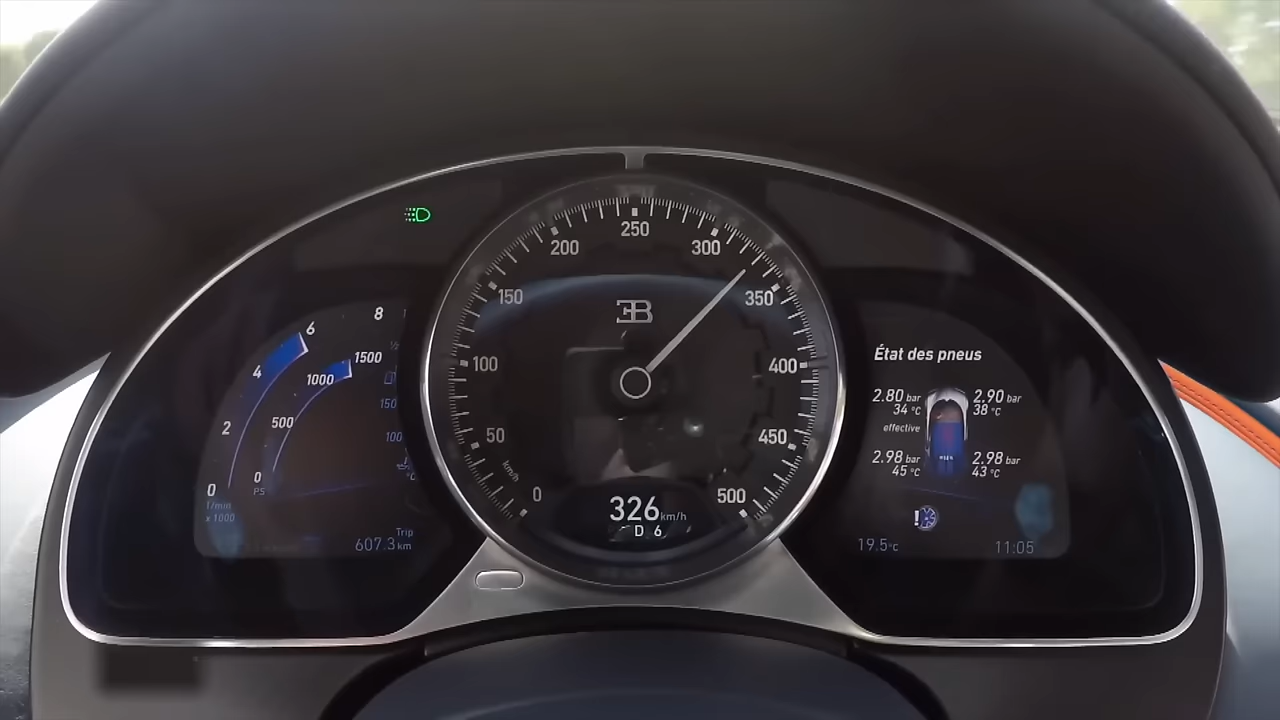 250
200
300
150
350
100
400
50
450
km/h
0
500
326 km/h
D 6
8
6
4
2
0
1/min
x 1000
1500
1000
500
0
PS
150
100
°C
Trip
607.3 km
État des pneus
2.80 bar
34 °C
2.90 bar
38 °C
effective
2.98 bar
45 °C
2.98 bar
43 °C
19.5 °C
11:05